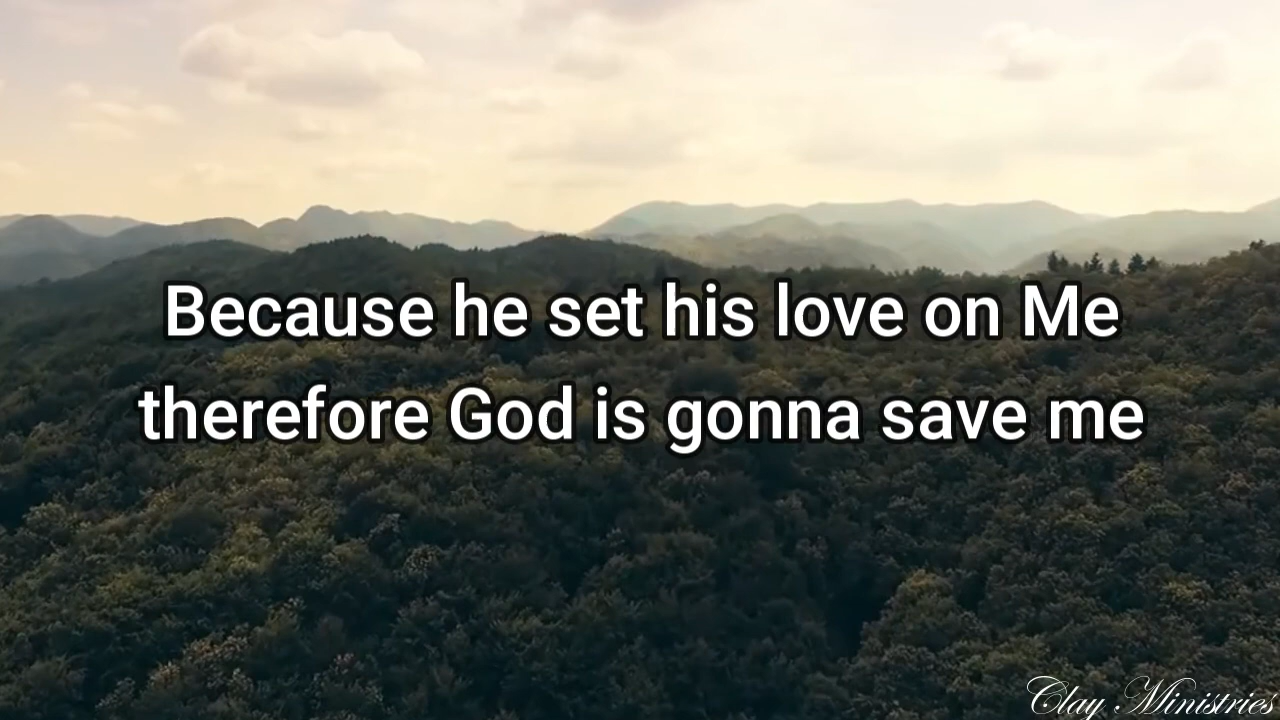 Because he set his love on Me
therefore God is gonna save me
Clay Ministries